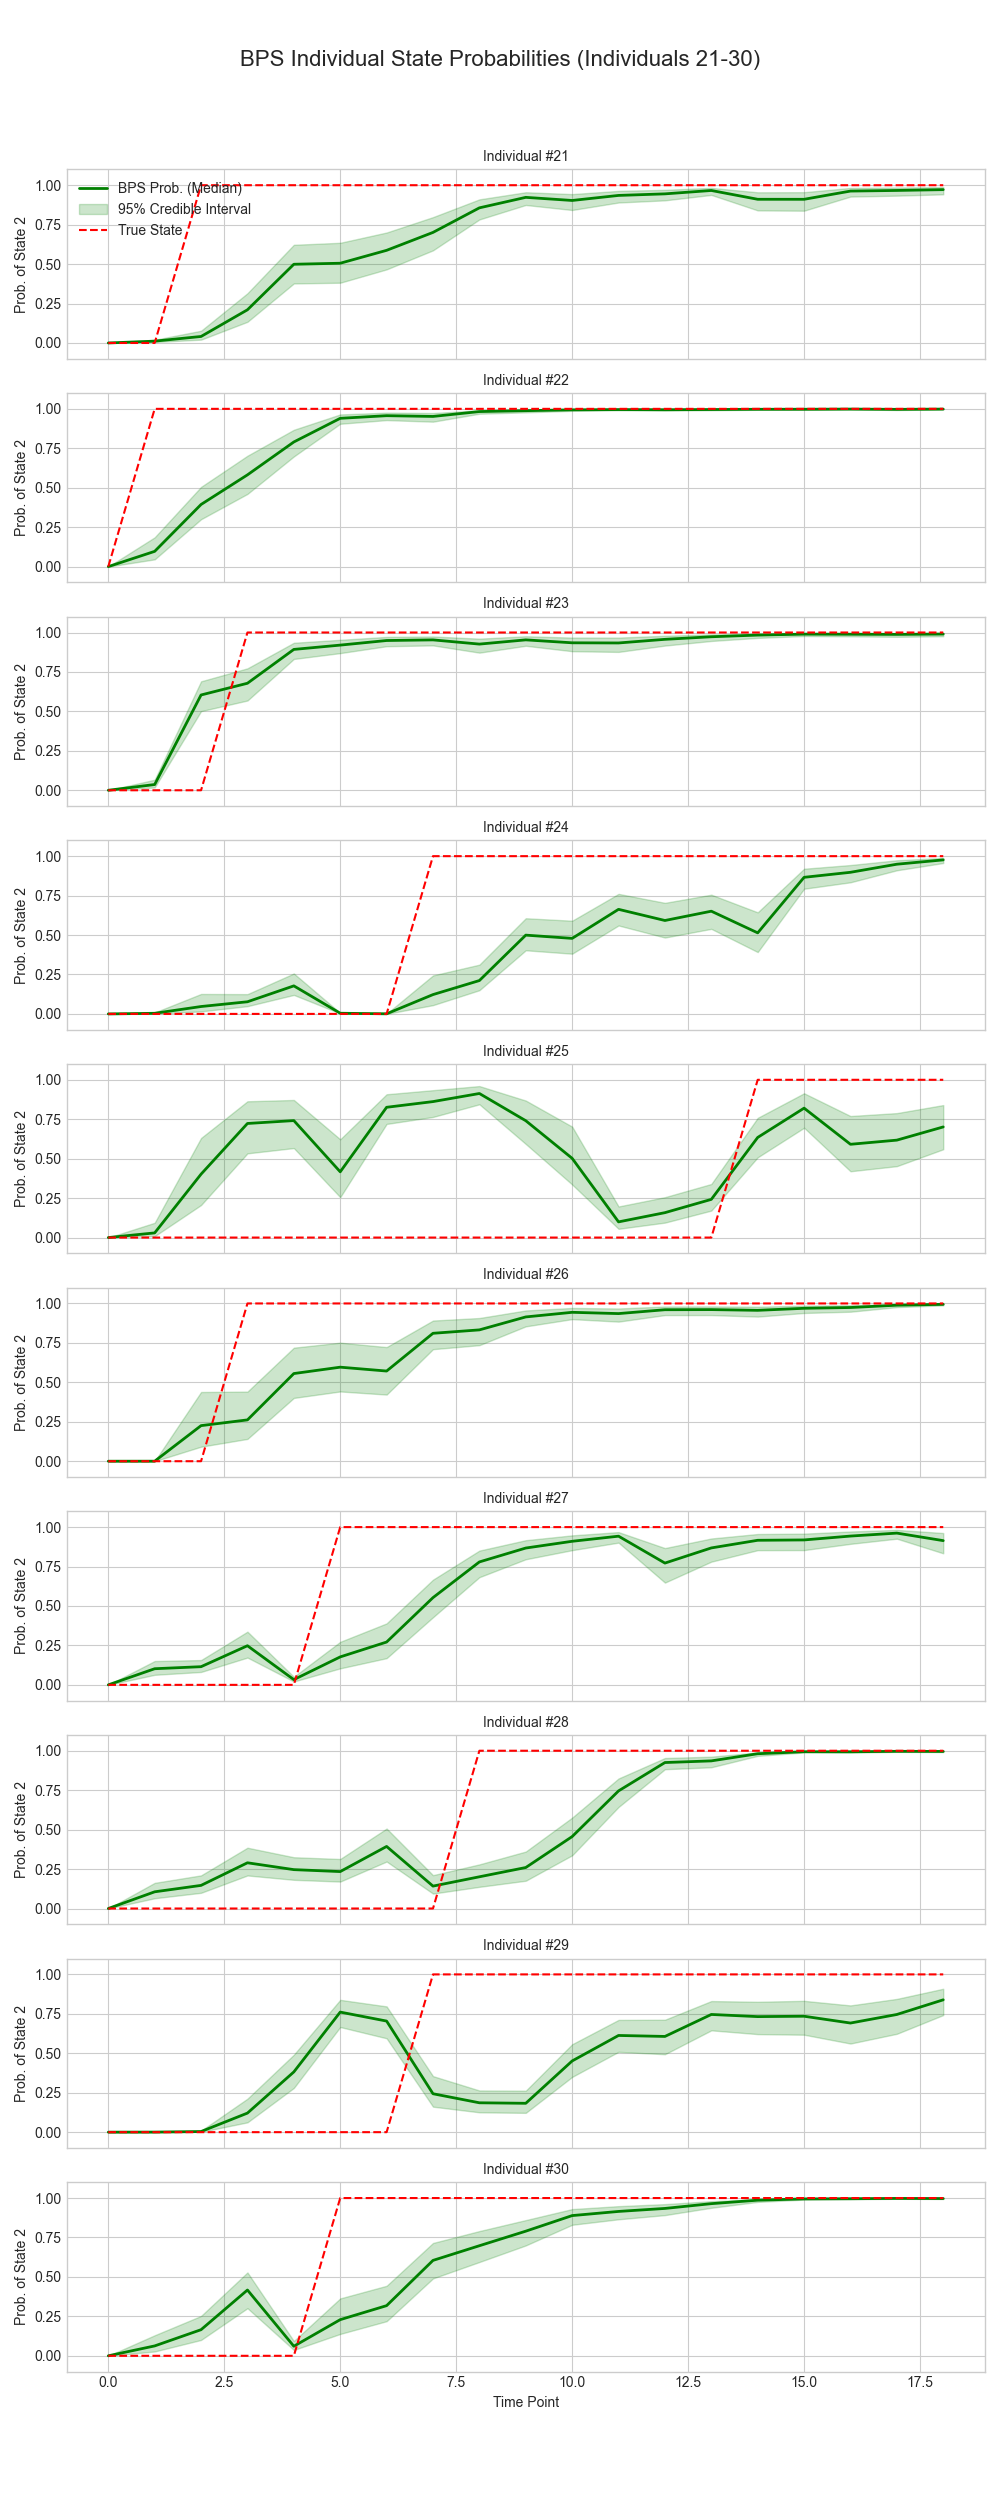 BPS Individual State Probabilities (Individuals 21-30)
Individual #21
BPS Prob. (Median)
95% Credible Interval
True State
Prob. of State 2
1.00
0.75
0.50
0.25
0.00
Individual #22
Prob. of State 2
1.00
0.75
0.50
0.25
0.00
Individual #23
Prob. of State 2
1.00
0.75
0.50
0.25
0.00
Individual #24
Prob. of State 2
1.00
0.75
0.50
0.25
0.00
Individual #25
Prob. of State 2
1.00
0.75
0.50
0.25
0.00
Individual #26
Prob. of State 2
1.00
0.75
0.50
0.25
0.00
Individual #27
Prob. of State 2
1.00
0.75
0.50
0.25
0.00
Individual #28
Prob. of State 2
1.00
0.75
0.50
0.25
0.00
Individual #29
Prob. of State 2
1.00
0.75
0.50
0.25
0.00
Individual #30
Prob. of State 2
1.00
0.75
0.50
0.25
0.00
0.0 2.5 5.0 7.5 10.0 12.5 15.0 17.5
Time Point